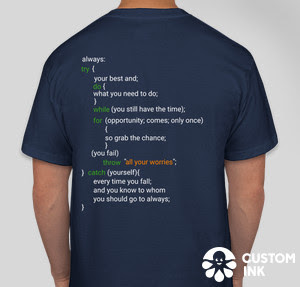 always:
try {
your best and;
do {
what you need to do;
}
while (you still have the time);
for (opportunity; comes; only once)
{
so grab the chance;
}
(you fail)
throw "all your worries";
} catch (yourself){
every time you fall;
and you know to whom
you should go to always;
}
CUSTOM
INK